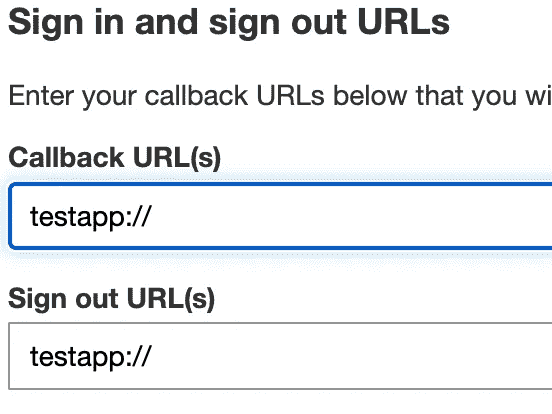 Sign in and sign out URLs
Enter your callback URLs below that you
Callback URL(s)
testapp://
Sign out URL(s)
testapp://